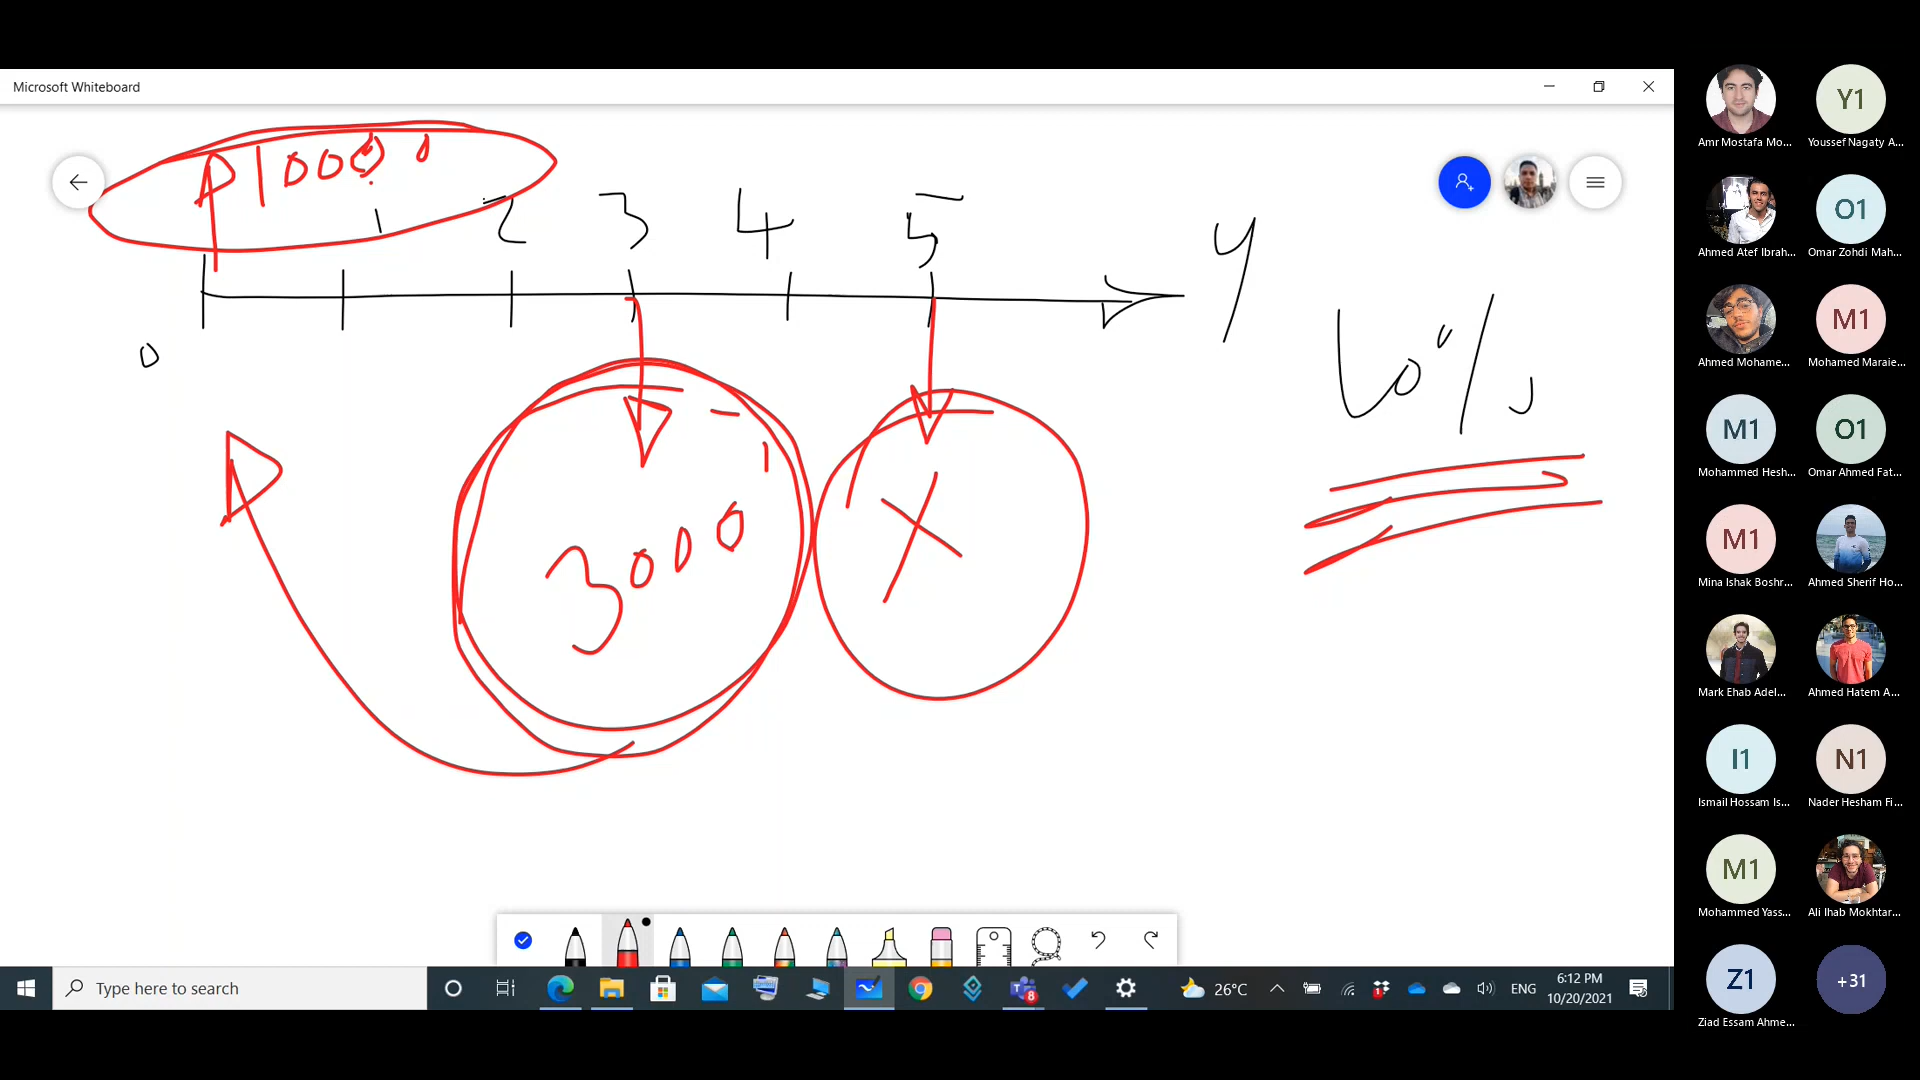 Microsoft Whiteboard
P 10000
1 2 3 4 5 y
0
10%
3000
X
Amr Mostafa Mo...
Youssef Nagaty A...
Y1
Ahmed Atef Ibrah...
Omar Zohdi Mah...
O1
Ahmed Mohame...
Mohamed Maraie...
M1
Mohammed Hesh...
M1
Omar Ahmed Fat...
O1
Mina Ishak Boshr...
M1
Ahmed Sherif Ho...
Mark Ehab Adel...
Ahmed Hatem A...
Ismail Hossam Is...
I1
Nader Hesham Fi...
N1
Mohammed Yass...
M1
Ali Ihab Mokhtar...
Ziad Essam Ahme...
Z1
+31
Type here to search
8
1
26°C
ENG
6:12 PM
10/20/2021